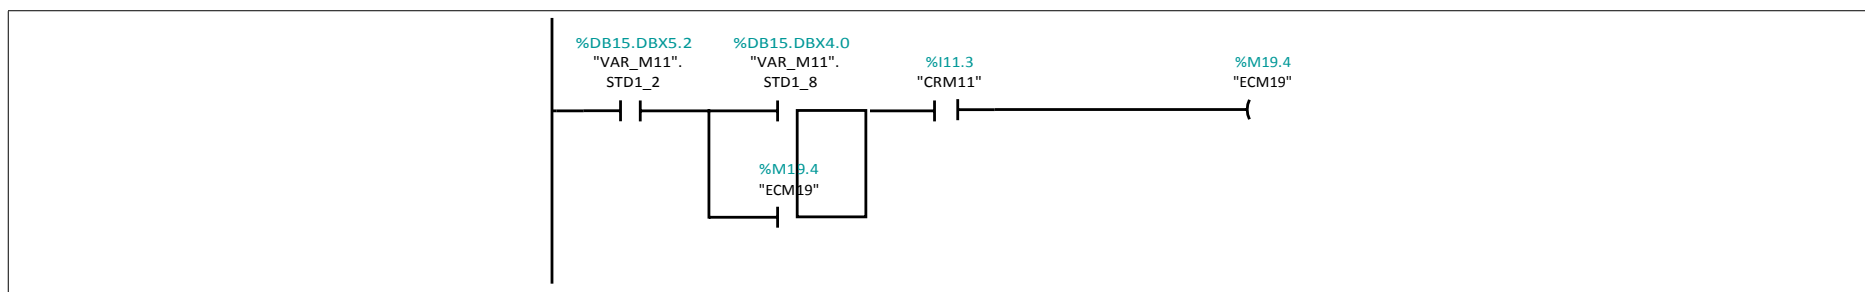 %DB15.DBX5.2
"VAR_M11".
STD1_2
%DB15.DBX4.0
"VAR_M11".
STD1_8
%I11.3
"CRM11"
%M19.4
"ECM19"
%M19.4
"ECM19"